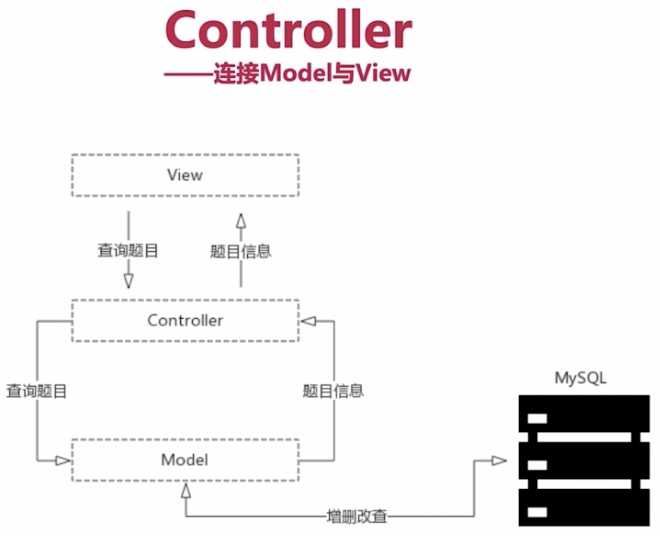 Controller
——连接Model与View
View
查询题目
题目信息
Controller
查询题目
题目信息
MySQL
Model
增删改查